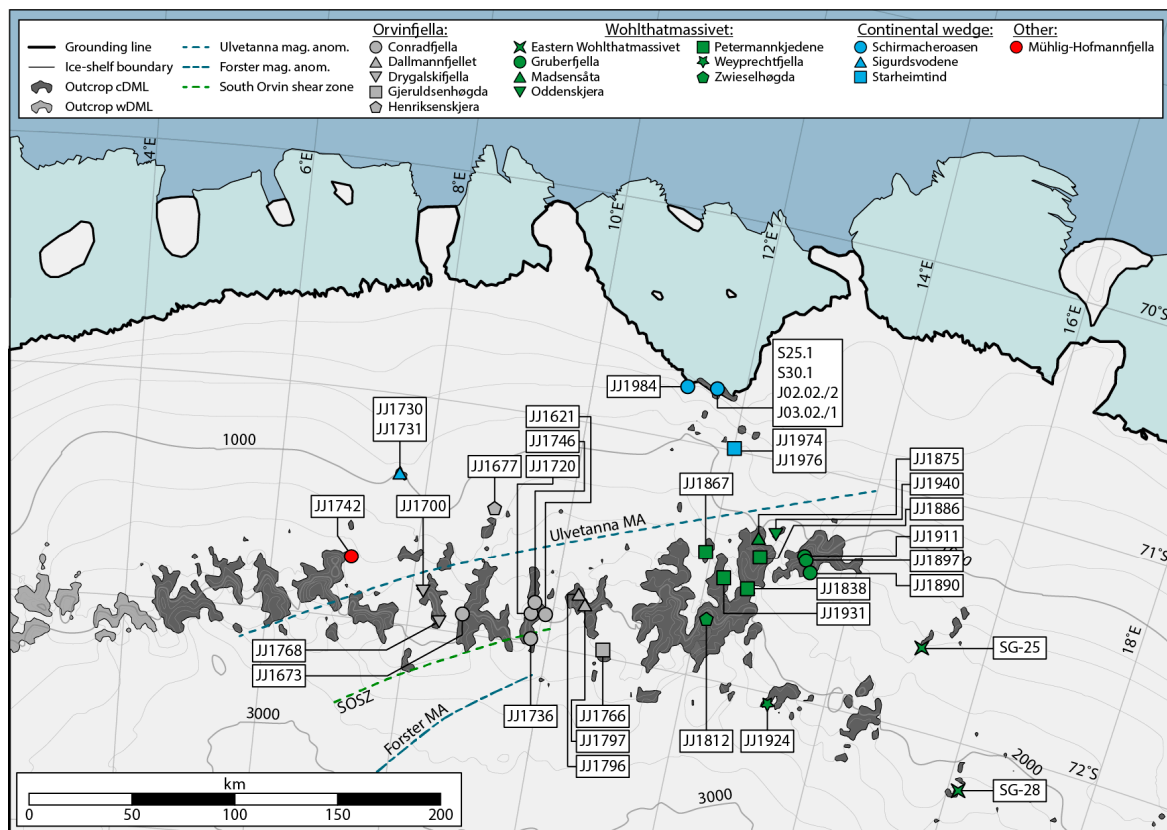 Orvinfjella: Wohlthatmassivet: Continental wedge: Other:
Grounding line Ulvetanna mag. anom. Conradfjella Eastern Wohlthatmassivet Petermannkjedene Schirmacheroasen Mühlig-Hofmannfjella
Ice-shelf boundary Forster mag. anom. Dallmannfjellet Gruberfjella Weyprechtfjella Sigurdsvodene
Outcrop cDML South Orvin shear zone Drygalskifjella Madsensåta Zwieselhøgda Starheimtind
Outcrop wDML Gjeruldsenhøgda Oddenskjera
Henriksenskjera
4°E
6°E
8°E
10°E
12°E
14°E
16°E
70°S
S25.1
S30.1
J02.02./2
J03.02./1
JJ1984
JJ1730
JJ1731
JJ1621
JJ1746
JJ1720
JJ1974
JJ1976
1000
JJ1677
JJ1875
JJ1940
JJ1886
JJ1867
JJ1742
JJ1700
Ulvetanna MA
JJ1911
JJ1897
JJ1890
71°S
JJ1838
JJ1931
JJ1768
JJ1673
SG-25
18°E
SOSZ
Forster MA
3000
JJ1736
JJ1766
JJ1797
JJ1796
JJ1812
JJ1924
2000
72°S
SG-28
3000
km
0 50 100 150 200